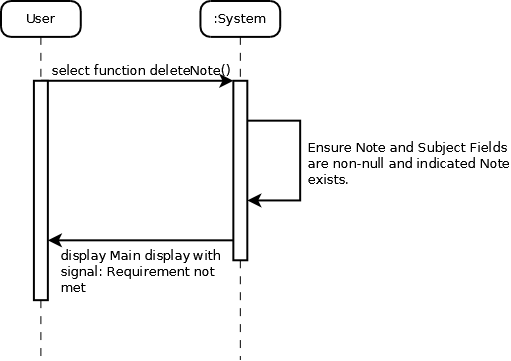 User
:System
select function deleteNote()
Ensure Note and Subject Fields
are non-null and indicated Note
exists.
display Main display with
signal: Requirement not
met